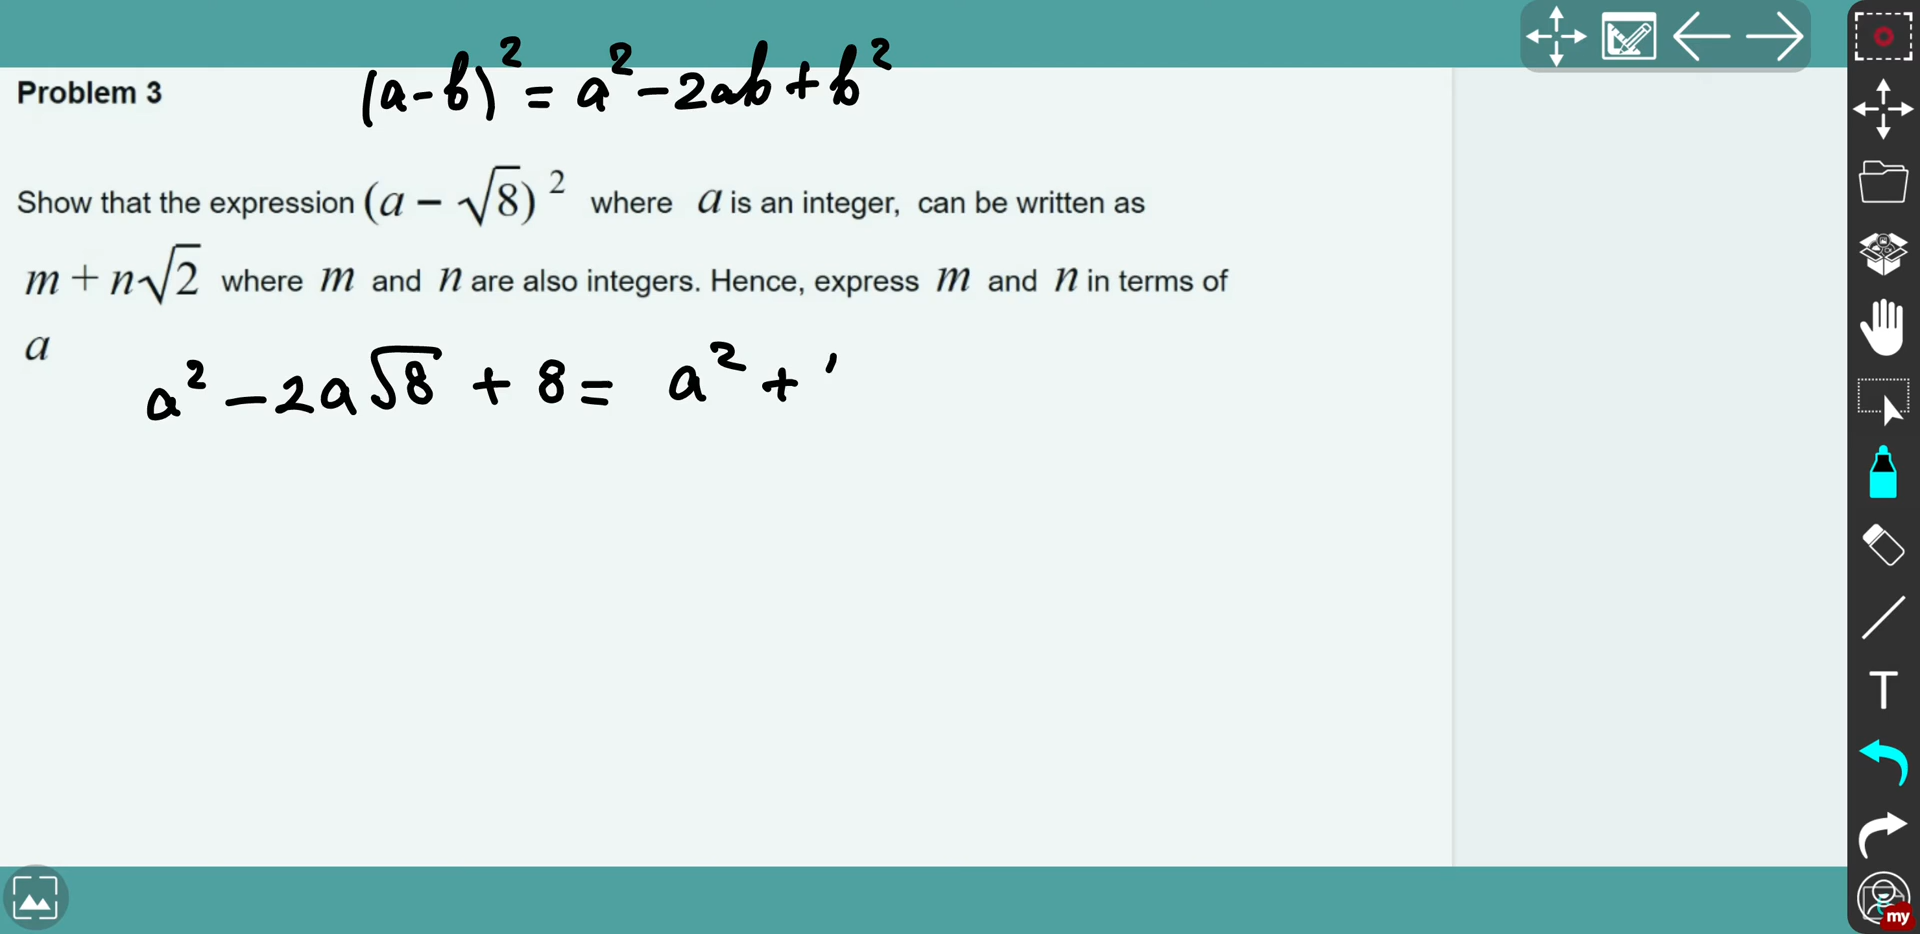 (a-b)² = a² - 2ab + b²
Problem 3
Show that the expression (a − √8)² where a is an integer, can be written as
m + n√2 where m and n are also integers. Hence, express m and n in terms of
a
a² - 2a√8 + 8 = a² +
T
my